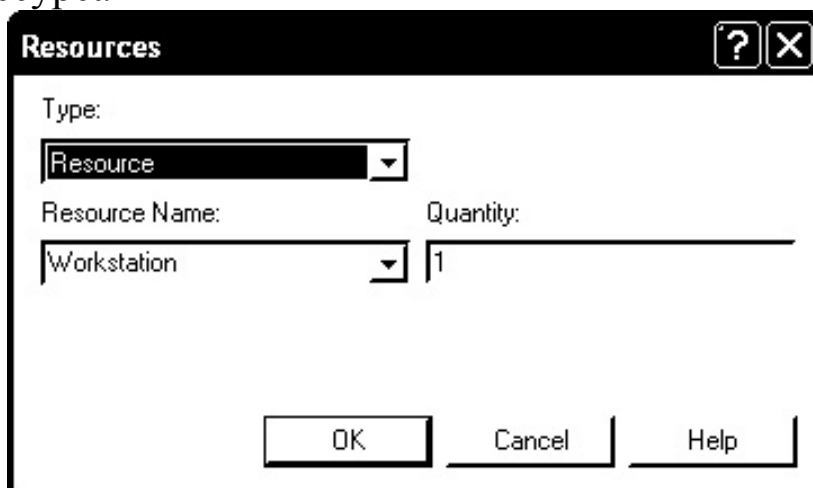 Resources
Type:
Resource
Resource Name: Quantity:
Workstation 1
OK Cancel Help